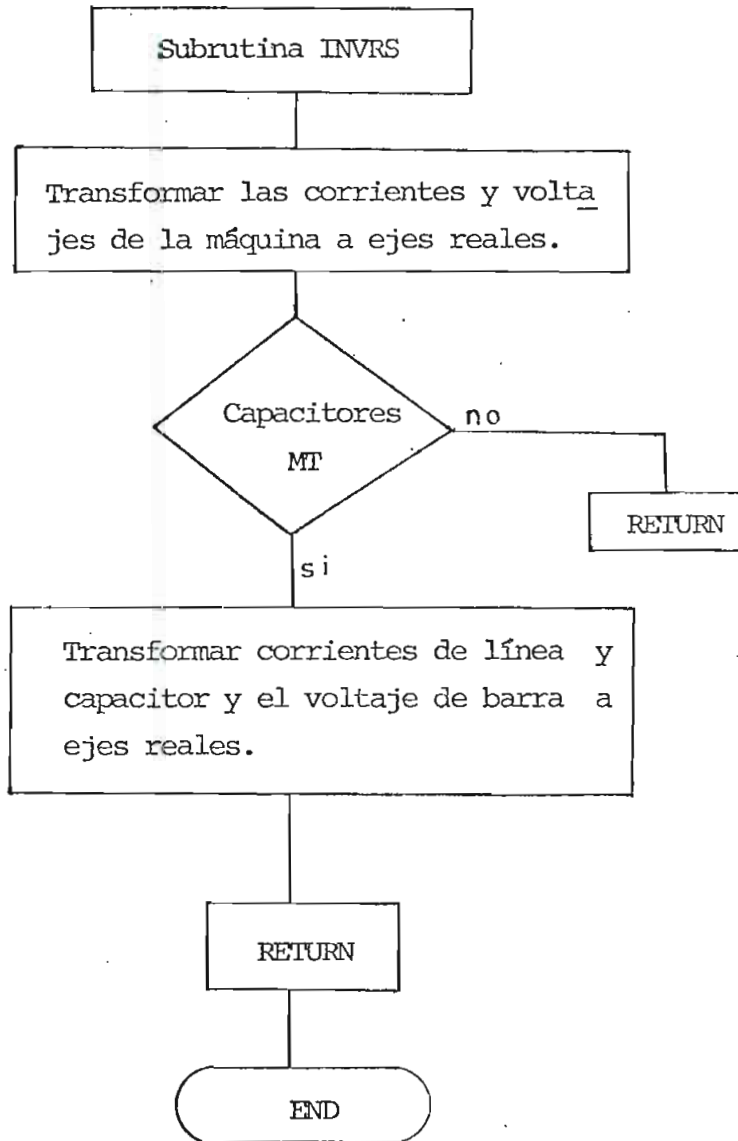 Subrutina INVRS
Transformar las corrientes y volta
jes de la máquina a ejes reales.
Capacitores
MT
no
RETURN
si
Transformar corrientes de línea y
capacitor y el voltaje de barra a
ejes reales.
RETURN
END